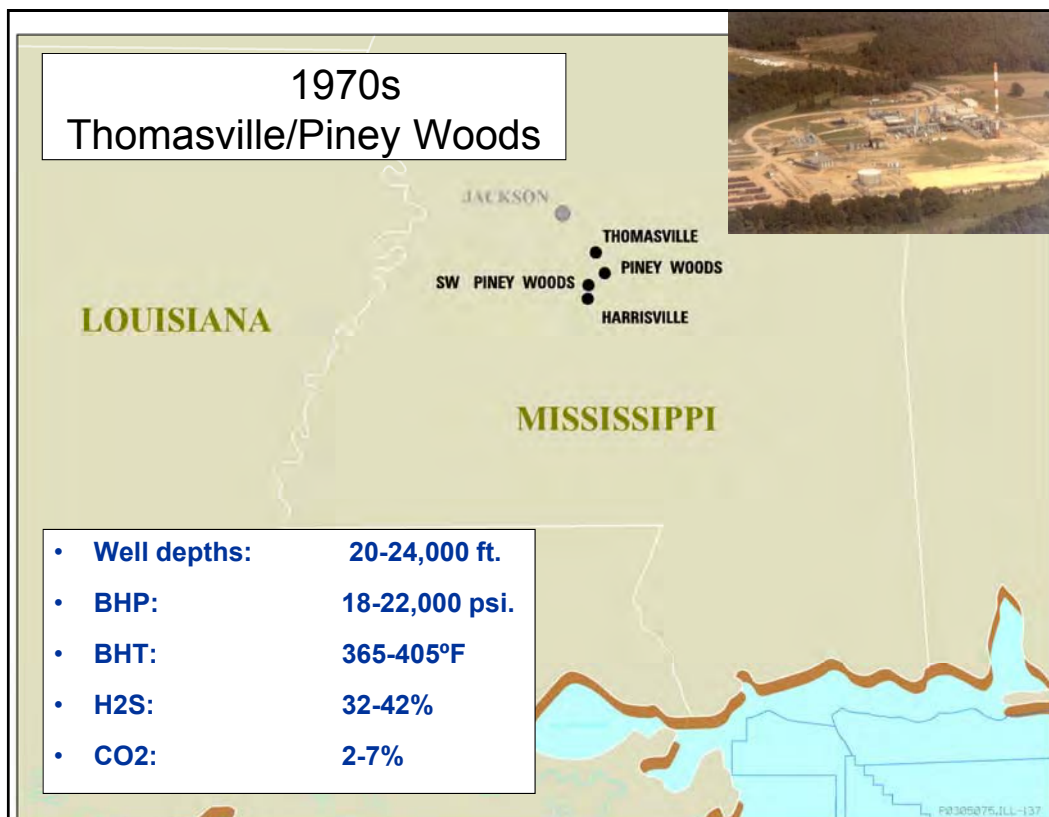 1970s
Thomasville/Piney Woods
JACKSON
THOMASVILLE
PINEY WOODS
SW PINEY WOODS
HARRISVILLE
LOUISIANA
MISSISSIPPI
• Well depths: 20-24,000 ft.
• BHP: 18-22,000 psi.
• BHT: 365-405ºF
• H2S: 32-42%
• CO2: 2-7%
P0305075.ILL-137